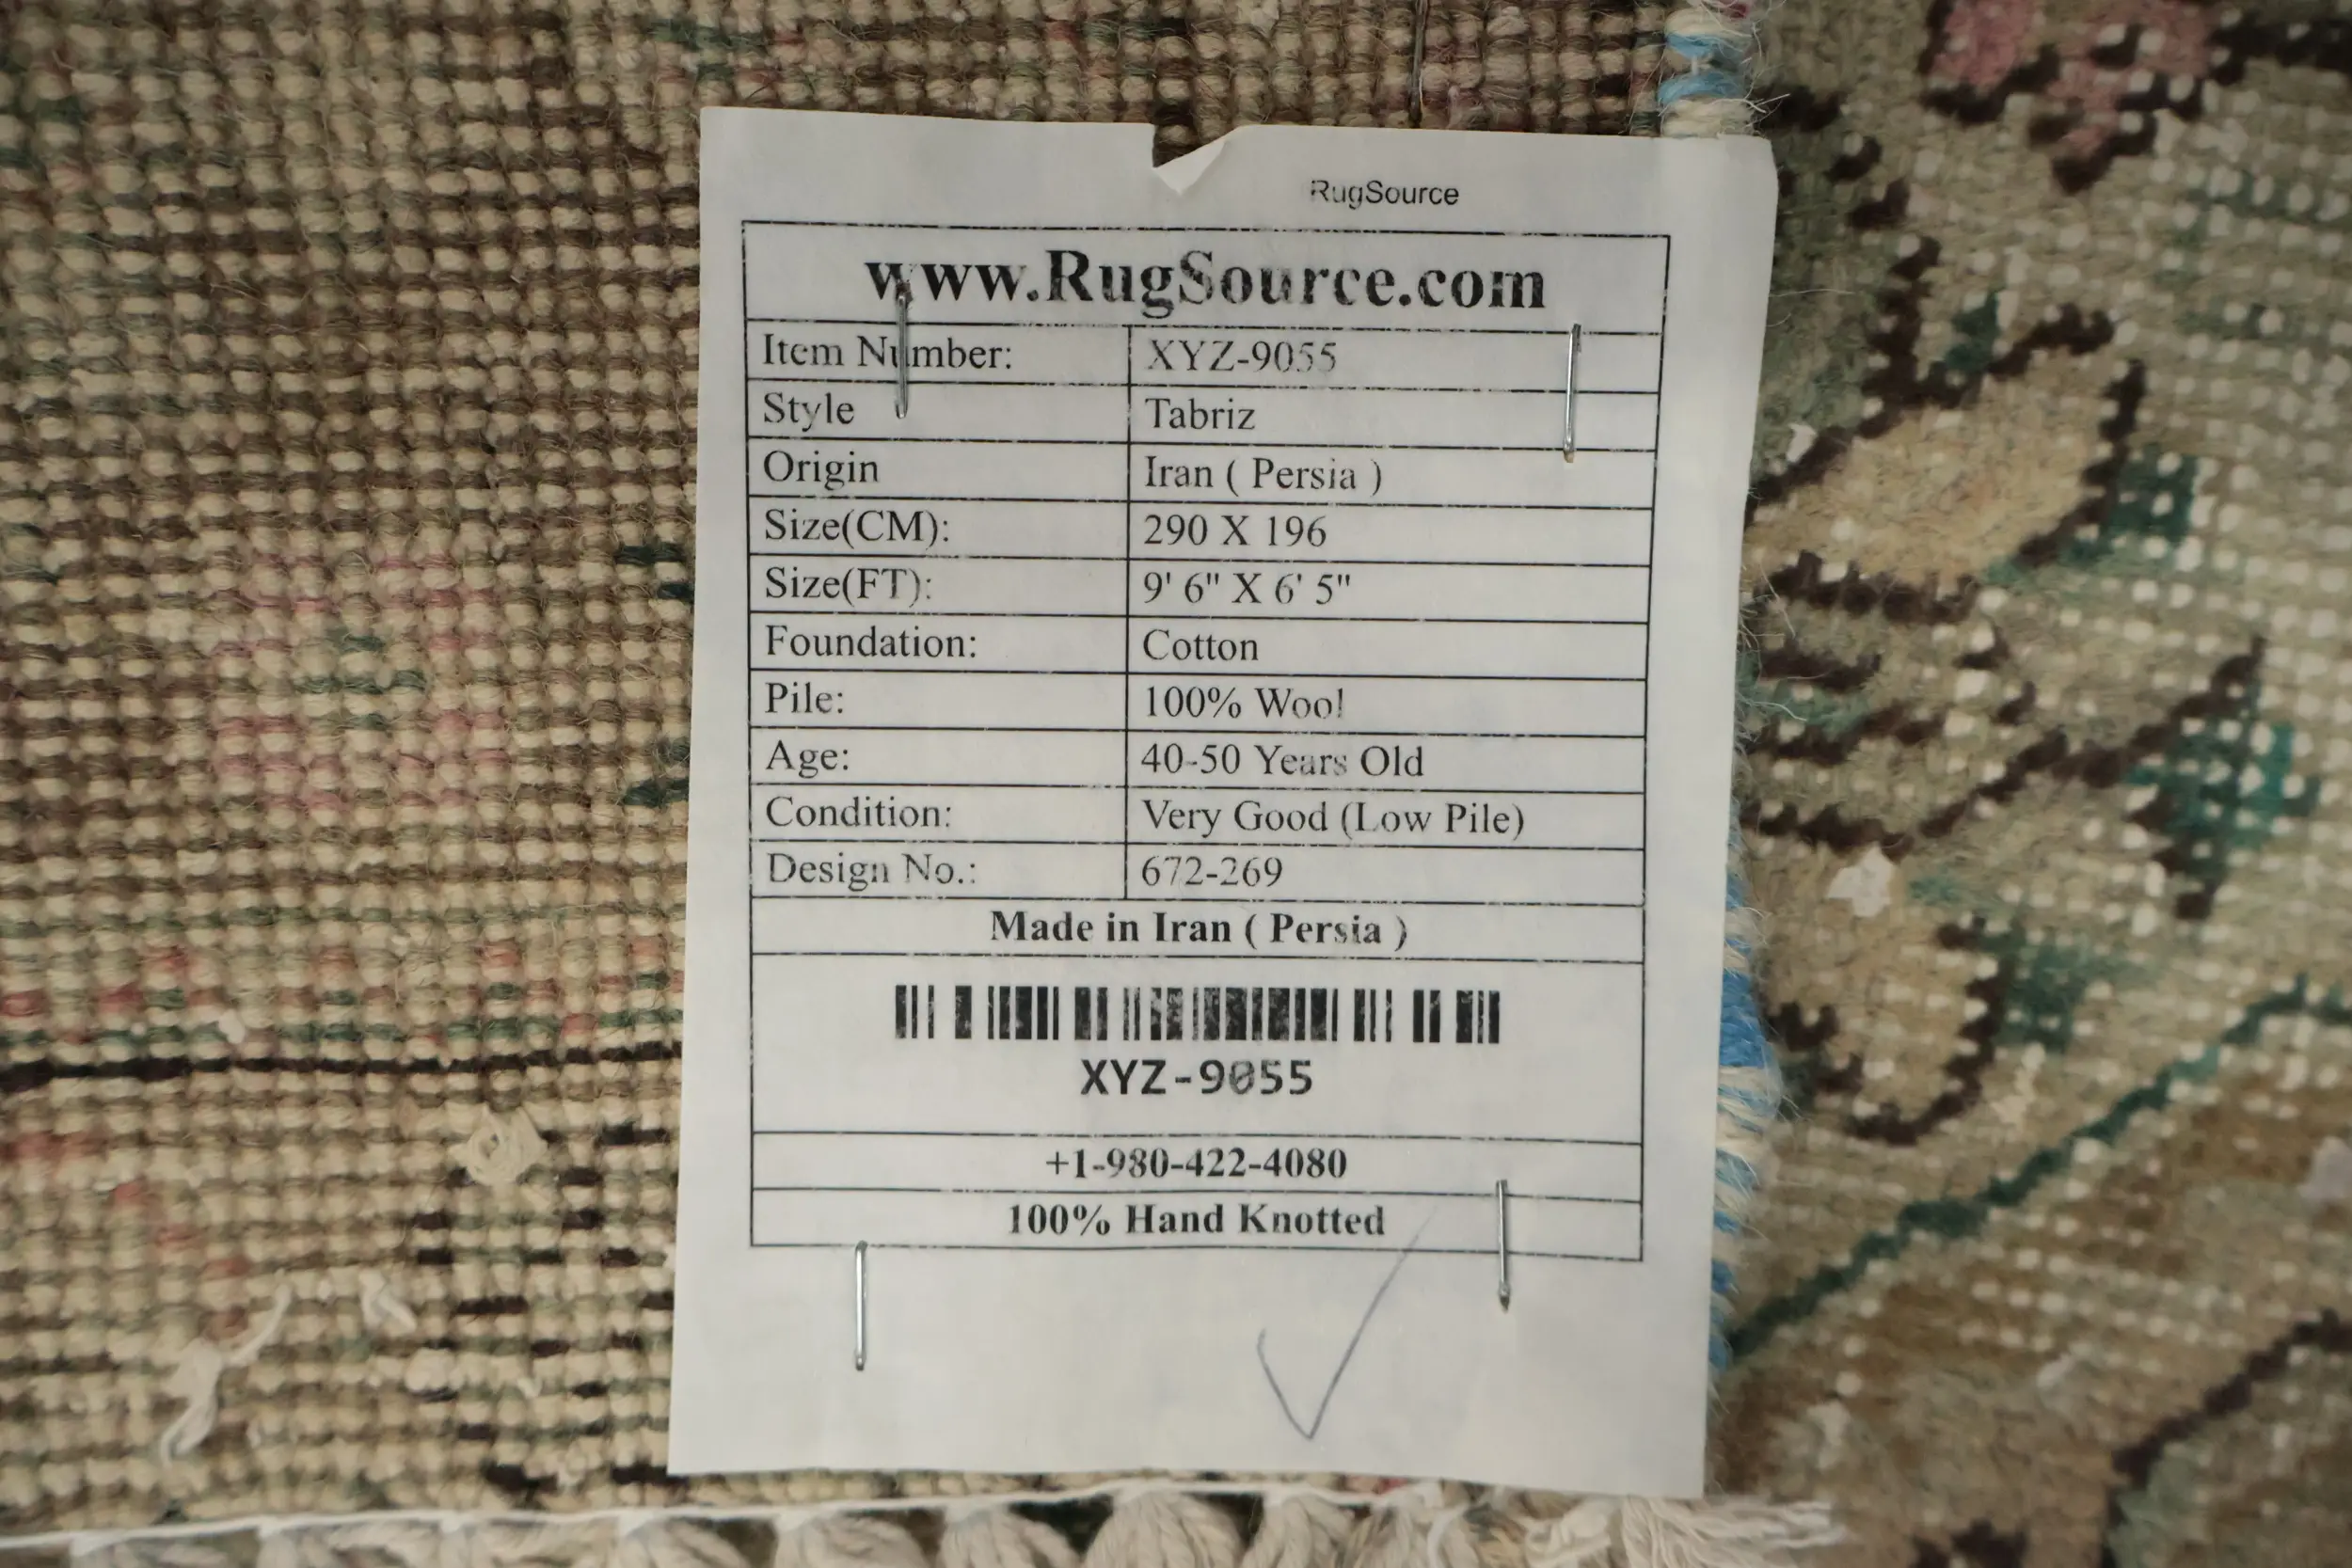 RugSource
www.RugSource.com
Item Number: XYZ-9055
Style Tabriz
Origin Iran ( Persia )
Size(CM): 290 X 196
Size(FT): 9' 6" X 6' 5"
Foundation: Cotton
Pile: 100% Wool
Age: 40-50 Years Old
Condition: Very Good (Low Pile)
Design No.: 672-269
Made in Iran ( Persia )
XYZ-9055
+1-980-422-4080
100% Hand Knotted